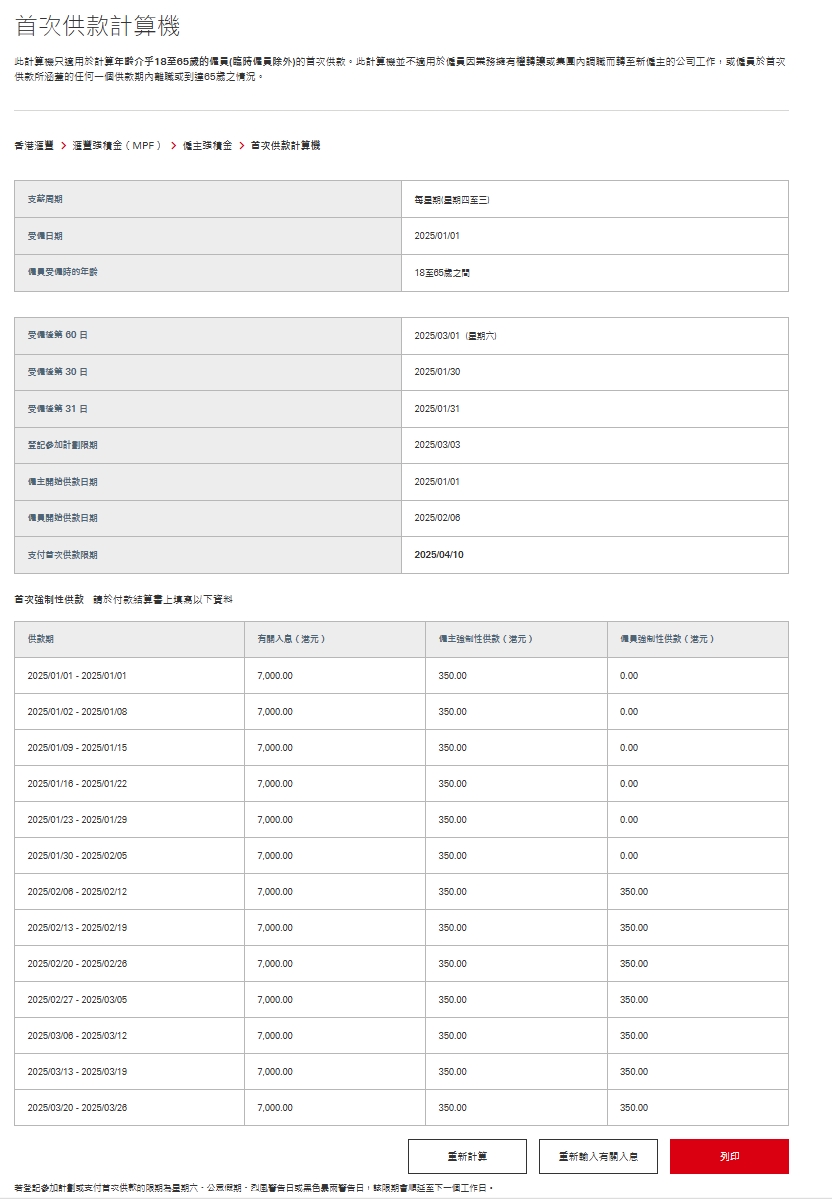 首次供款計算機
此計算機只適用於計算年齡介乎18至65歲的僱員(臨時僱員除外)的首次供款。此計算機並不適用於僱員因業務擁有權轉讓或集團內調職而轉至新僱主的公司工作，或僱員於首次
供款所涵蓋的任何一個供款期內離職或到達65歲之情況。
香港滙豐 > 滙豐強積金（MPF） > 僱主強積金 > 首次供款計算機
支薪周期 每星期(星期四至三)
受僱日期 2025/01/01
僱員受僱時的年齡 18至65歲之間
受僱後第 60 日 2025/03/01 (星期六)
受僱後第 30 日 2025/01/30
受僱後第 31 日 2025/01/31
登記參加計劃限期 2025/03/03
僱主開始供款日期 2025/01/01
僱員開始供款日期 2025/02/06
支付首次供款限期 2025/04/10
首次強制性供款 請於付款結算書上填寫以下資料
供款期 有關入息（港元） 僱主強制性供款（港元） 僱員強制性供款（港元）
2025/01/01 - 2025/01/01 7,000.00 350.00 0.00
2025/01/02 - 2025/01/08 7,000.00 350.00 0.00
2025/01/09 - 2025/01/15 7,000.00 350.00 0.00
2025/01/16 - 2025/01/22 7,000.00 350.00 0.00
2025/01/23 - 2025/01/29 7,000.00 350.00 0.00
2025/01/30 - 2025/02/05 7,000.00 350.00 0.00
2025/02/06 - 2025/02/12 7,000.00 350.00 350.00
2025/02/13 - 2025/02/19 7,000.00 350.00 350.00
2025/02/20 - 2025/02/26 7,000.00 350.00 350.00
2025/02/27 - 2025/03/05 7,000.00 350.00 350.00
2025/03/06 - 2025/03/12 7,000.00 350.00 350.00
2025/03/13 - 2025/03/19 7,000.00 350.00 350.00
2025/03/20 - 2025/03/26 7,000.00 350.00 350.00
重新計算 重新輸入有關入息 列印
若登記參加計劃或支付首次供款的限期為星期六、公眾假期、烈風警告日或黑色暴雨警告日，該限期會順延至下一個工作日。